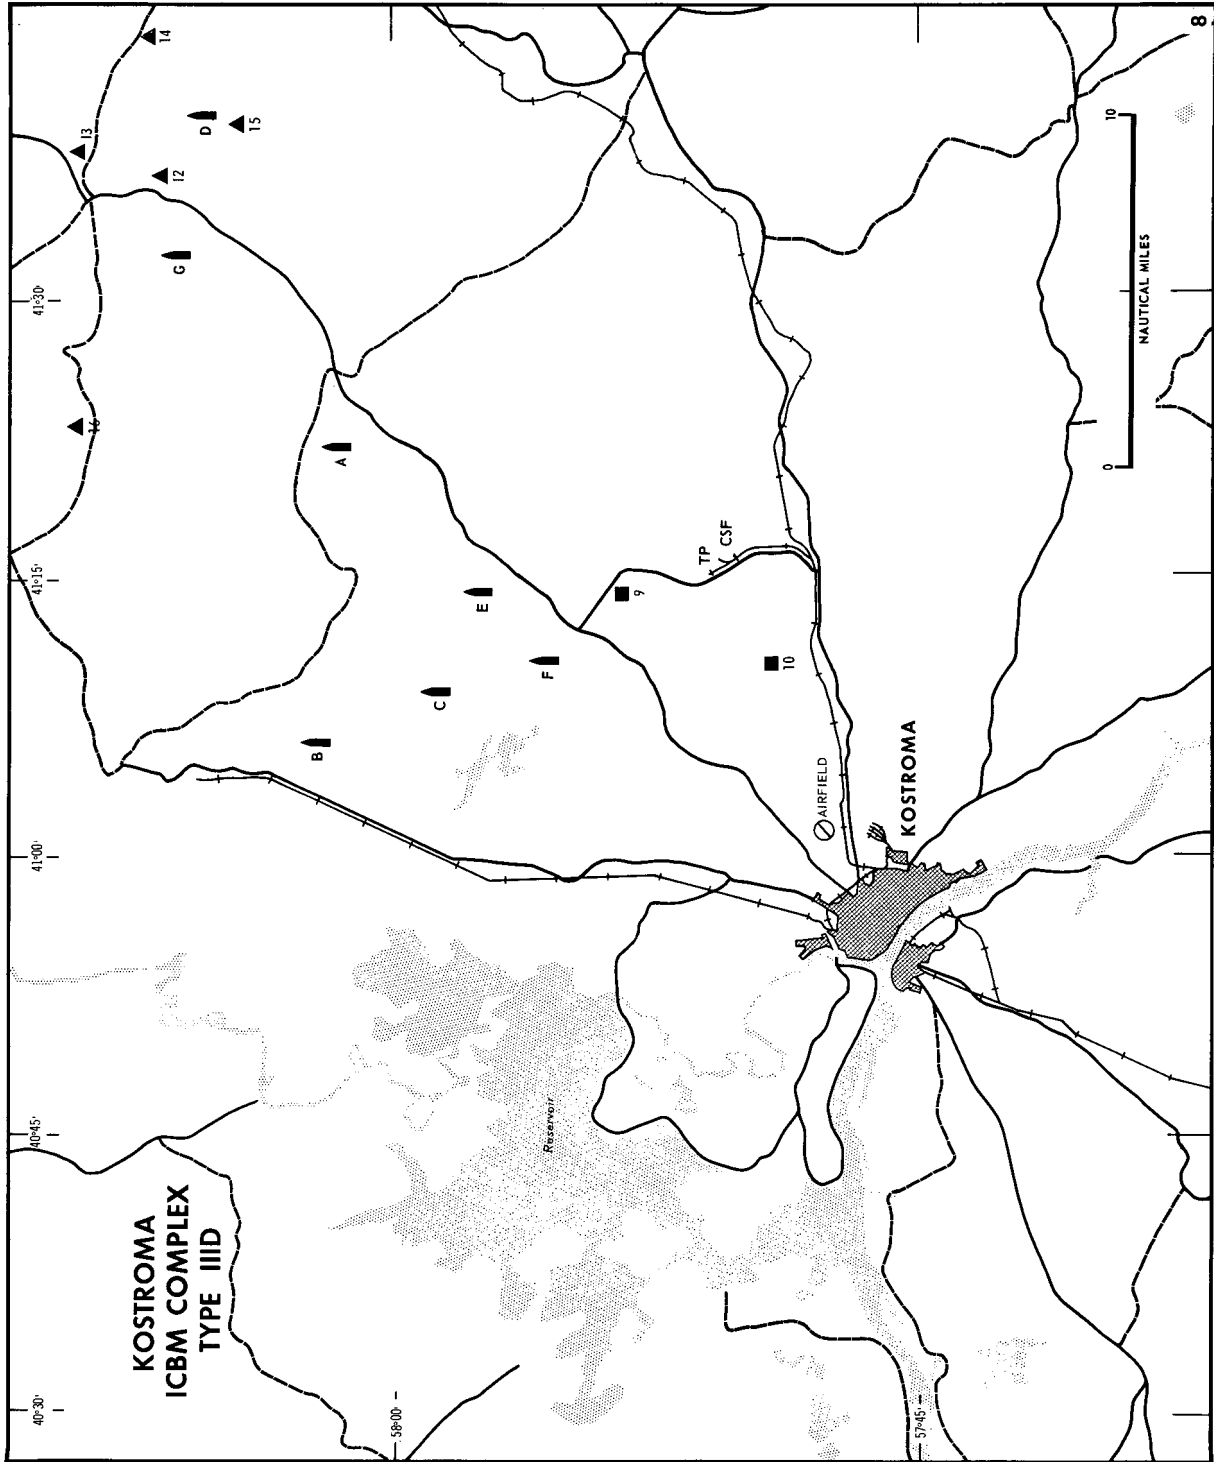 KOSTROMA
ICBM COMPLEX
TYPE IIID
40°30'
40°45'
41°00'
41°15'
41°30'
58°00'
57°45'
Reservoir
B
C
F
E
A
G
D
16
13
12
14
15
9
10
TP
CSF
AIRFIELD
KOSTROMA
0
10
NAUTICAL MILES
8